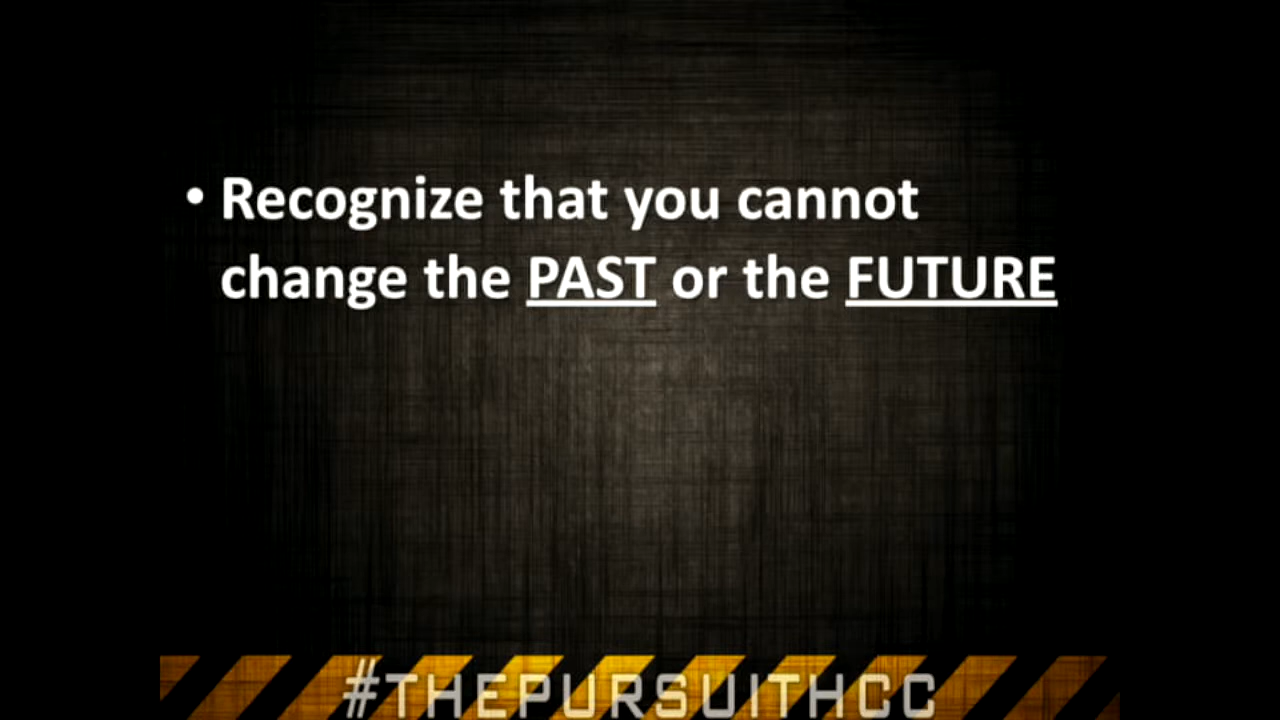 • Recognize that you cannot
change the PAST or the FUTURE
#THEPURSUITHCC